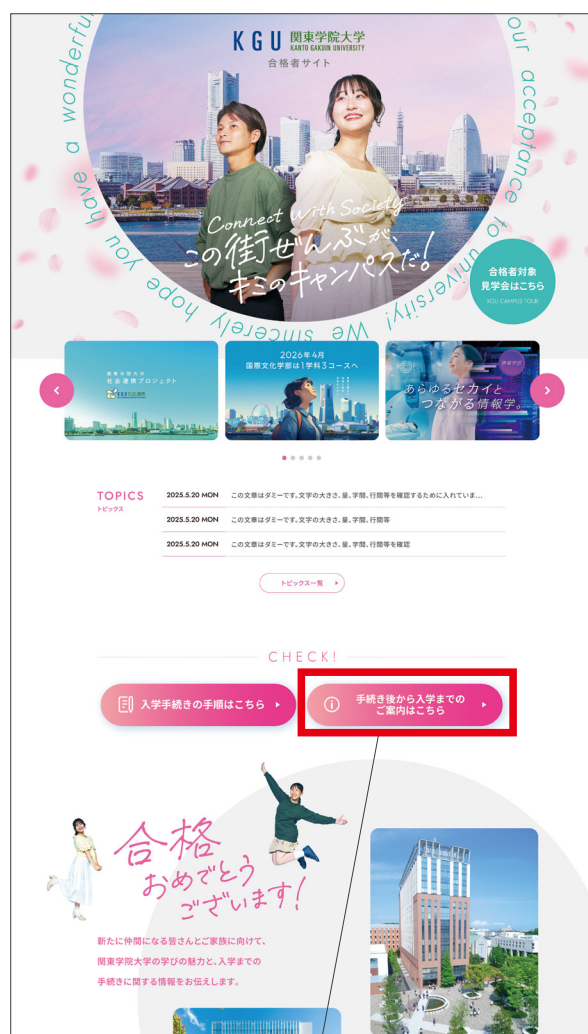 KGU 関東学院大学
KANTO GAKUIN UNIVERSITY
合格者サイト
our acceptance to university! We sincerely hope you have a wonderful
Connect With Society
この街ぜんぶが、
キミのキャンパスだ!
合格者対象
見学会はこちら
KGU CAMPUS TOUR
関東学院大学
社会連携プロジェクト
2026年4月
国際文化学部は1学科3コースへ
あらゆるセカイと
つながる情報学。
TOPICS
トピックス
2025.5.20 MON この文章はダミーです。文字の大きさ、量、字間、行間等を確認するために入れていま...
2025.5.20 MON この文章はダミーです。文字の大きさ、量、字間、行間等
2025.5.20 MON この文章はダミーです。文字の大きさ、量、字間、行間等を確認
トピックス一覧
CHECK!
入学手続きの手順はこちら
手続き後から入学までの
ご案内はこちら
合格
おめでとう
ございます!
新たに仲間になる皆さんとご家族に向けて、
関東学院大学の学びの魅力と、入学までの
手続きに関する情報をお伝えします。